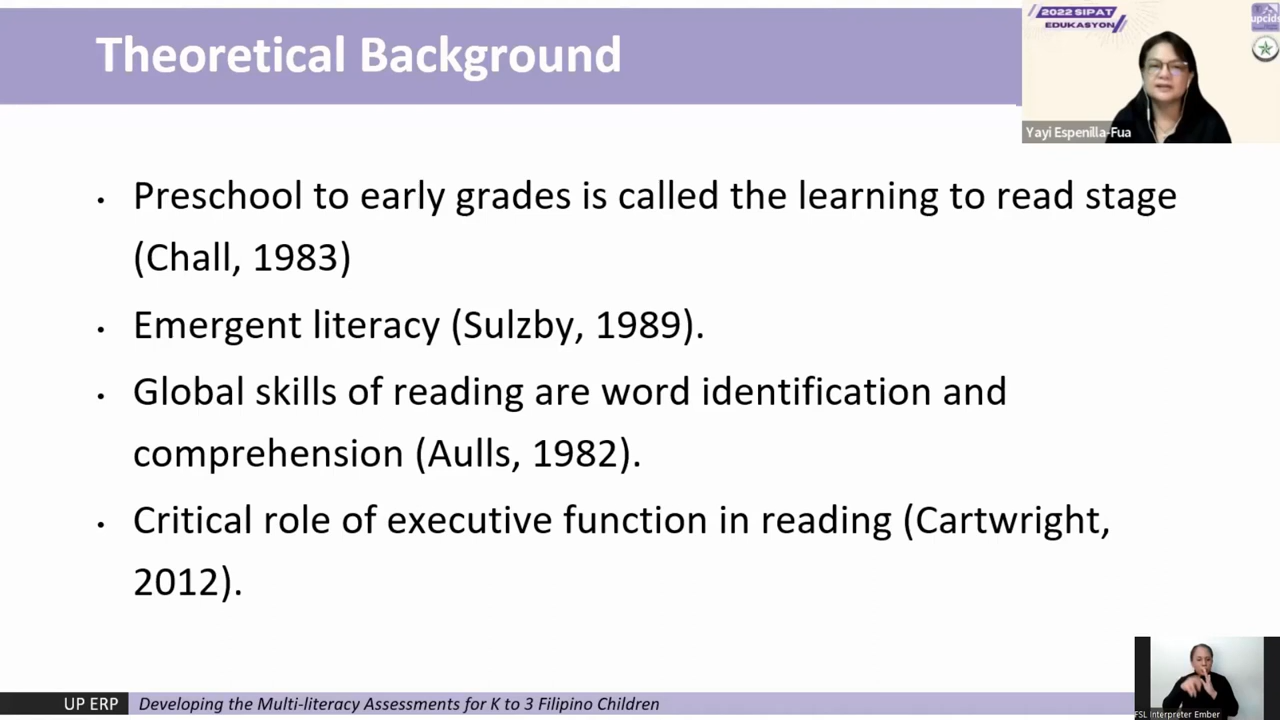 Theoretical Background
2022 SIPAT
EDUKASYON
upcids
Yayi Espenilla-Fua
• Preschool to early grades is called the learning to read stage
(Chall, 1983)
• Emergent literacy (Sulzby, 1989).
• Global skills of reading are word identification and
comprehension (Aulls, 1982).
• Critical role of executive function in reading (Cartwright,
2012).
FSL Interpreter Ember
UP ERP Developing the Multi-literacy Assessments for K to 3 Filipino Children